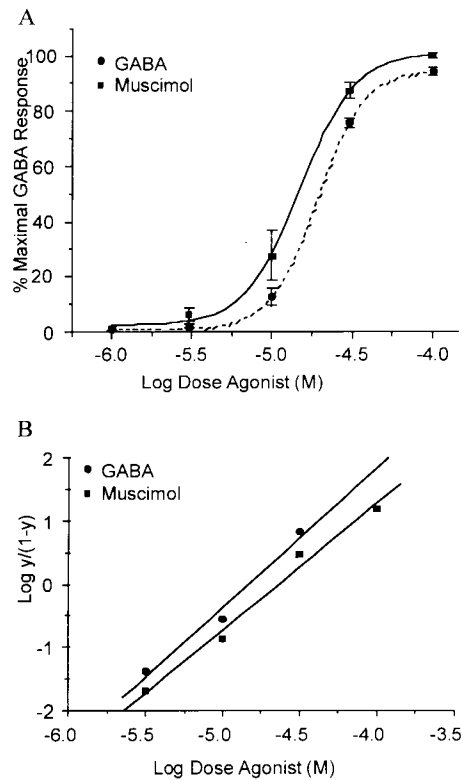 A
GABA
Muscimol
% Maximal GABA Response
100
80
60
40
20
0
-6.0 -5.5 -5.0 -4.5 -4.0
Log Dose Agonist (M)
B
GABA
Muscimol
Log y/(1-y)
2
1
0
-1
-2
-6.0 -5.5 -5.0 -4.5 -4.0 -3.5
Log Dose Agonist (M)